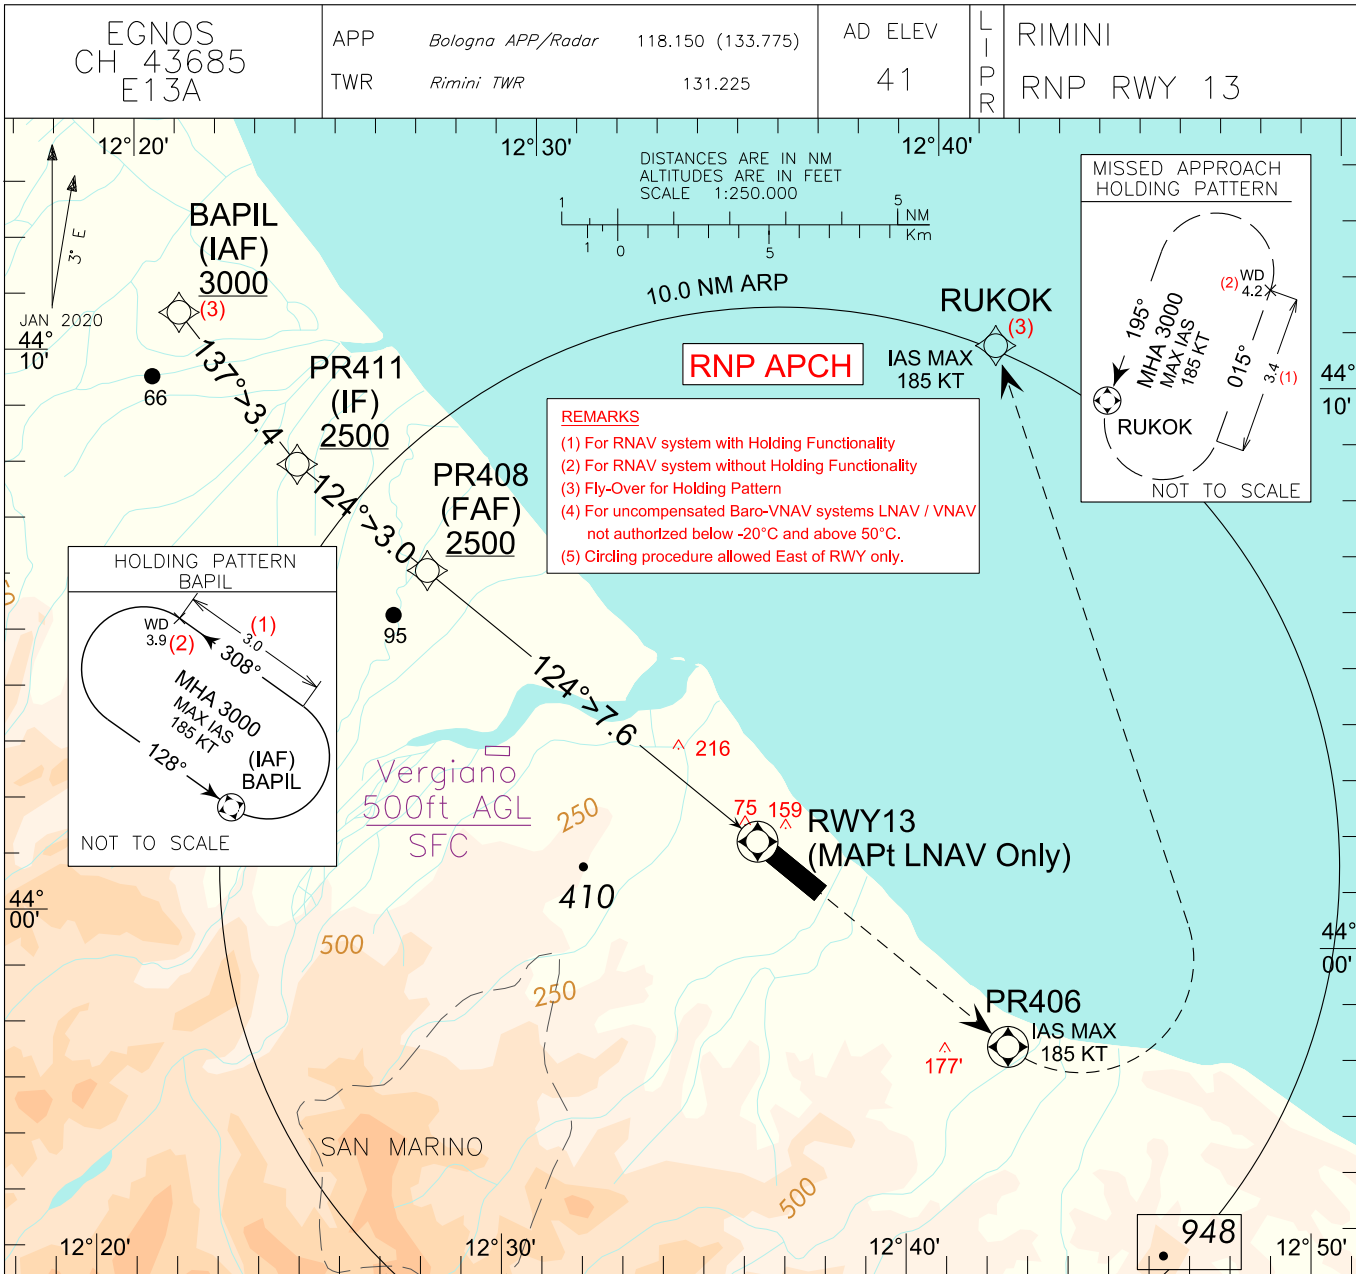 EGNOS
CH 43685
E13A
APP Bologna APP/Radar 118.150 (133.775)
TWR Rimini TWR 131.225
AD ELEV
41
LIPR
RIMINI
RNP RWY 13
12°20' 12°30' 12°40'
DISTANCES ARE IN NM
ALTITUDES ARE IN FEET
SCALE 1:250.000
1 5 NM
1 0 5 Km
3° E
JAN 2020
44°
10'
BAPIL
(IAF)
3000
(3)
137°>3.4
66
PR411
(IF)
2500
124°>3.0
PR408
(FAF)
2500
95
10.0 NM ARP
RUKOK
(3)
IAS MAX
185 KT
RNP APCH
REMARKS
(1) For RNAV system with Holding Functionality
(2) For RNAV system without Holding Functionality
(3) Fly-Over for Holding Pattern
(4) For uncompensated Baro-VNAV systems LNAV / VNAV
not authorized below -20°C and above 50°C.
(5) Circling procedure allowed East of RWY only.
MISSED APPROACH
HOLDING PATTERN
(2) WD
4.2
195°
MHA 3000
MAX IAS
185 KT
015°
3.4 (1)
RUKOK
NOT TO SCALE
44°
10'
HOLDING PATTERN
BAPIL
WD
3.9 (2)
(1)
3.0
308°
MHA 3000
MAX IAS
185 KT
128°
(IAF)
BAPIL
NOT TO SCALE
124°>7.6
216
Vergiano
500ft AGL
SFC
250
75 159
RWY13
(MAPt LNAV Only)
410
44°
00'
500
250
44°
00'
PR406
IAS MAX
185 KT
177'
SAN MARINO
500
948
12°20' 12°30' 12°40' 12°50'